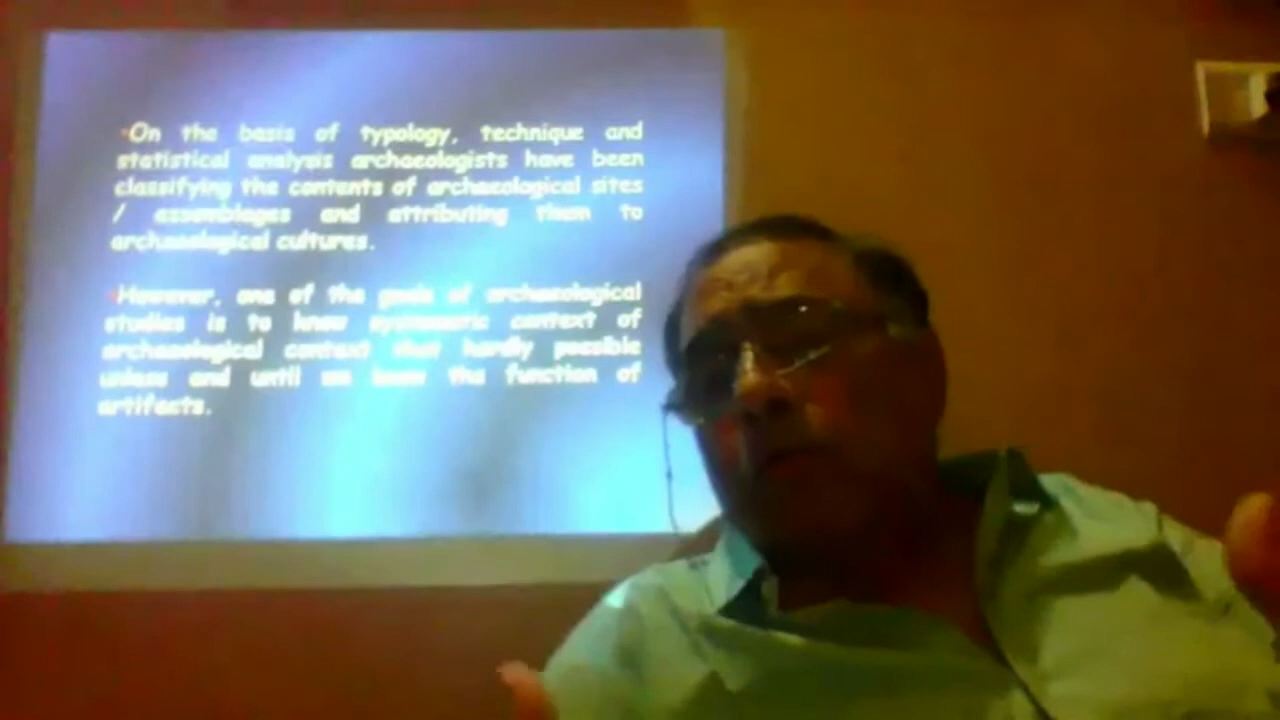 •On the basis of typology, technique and
statistical analysis archaeologists have been
classifying the contents of archaeological sites
/ assemblages and attributing them to
archaeological cultures.
•However, one of the goals of archaeological
studies is to know systematic context of
archaeological context that hardly possible
unless and until we know the function of
artifacts.